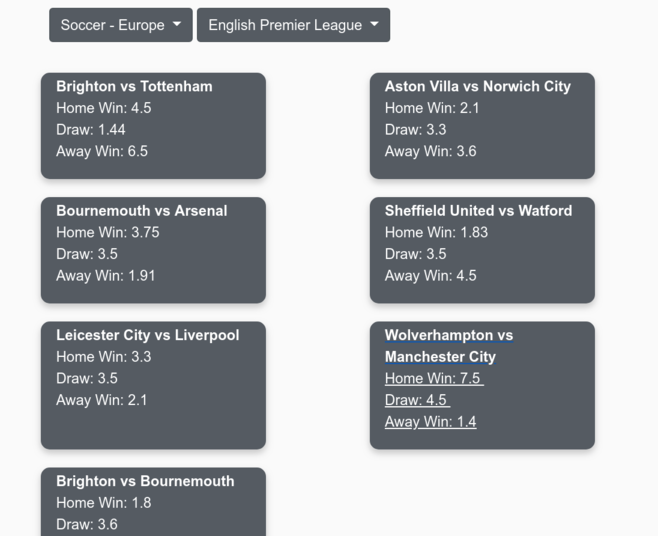 Soccer - Europe
English Premier League
Brighton vs Tottenham
Home Win: 4.5
Draw: 1.44
Away Win: 6.5
Aston Villa vs Norwich City
Home Win: 2.1
Draw: 3.3
Away Win: 3.6
Bournemouth vs Arsenal
Home Win: 3.75
Draw: 3.5
Away Win: 1.91
Sheffield United vs Watford
Home Win: 1.83
Draw: 3.5
Away Win: 4.5
Leicester City vs Liverpool
Home Win: 3.3
Draw: 3.5
Away Win: 2.1
Wolverhampton vs
Manchester City
Home Win: 7.5
Draw: 4.5
Away Win: 1.4
Brighton vs Bournemouth
Home Win: 1.8
Draw: 3.6